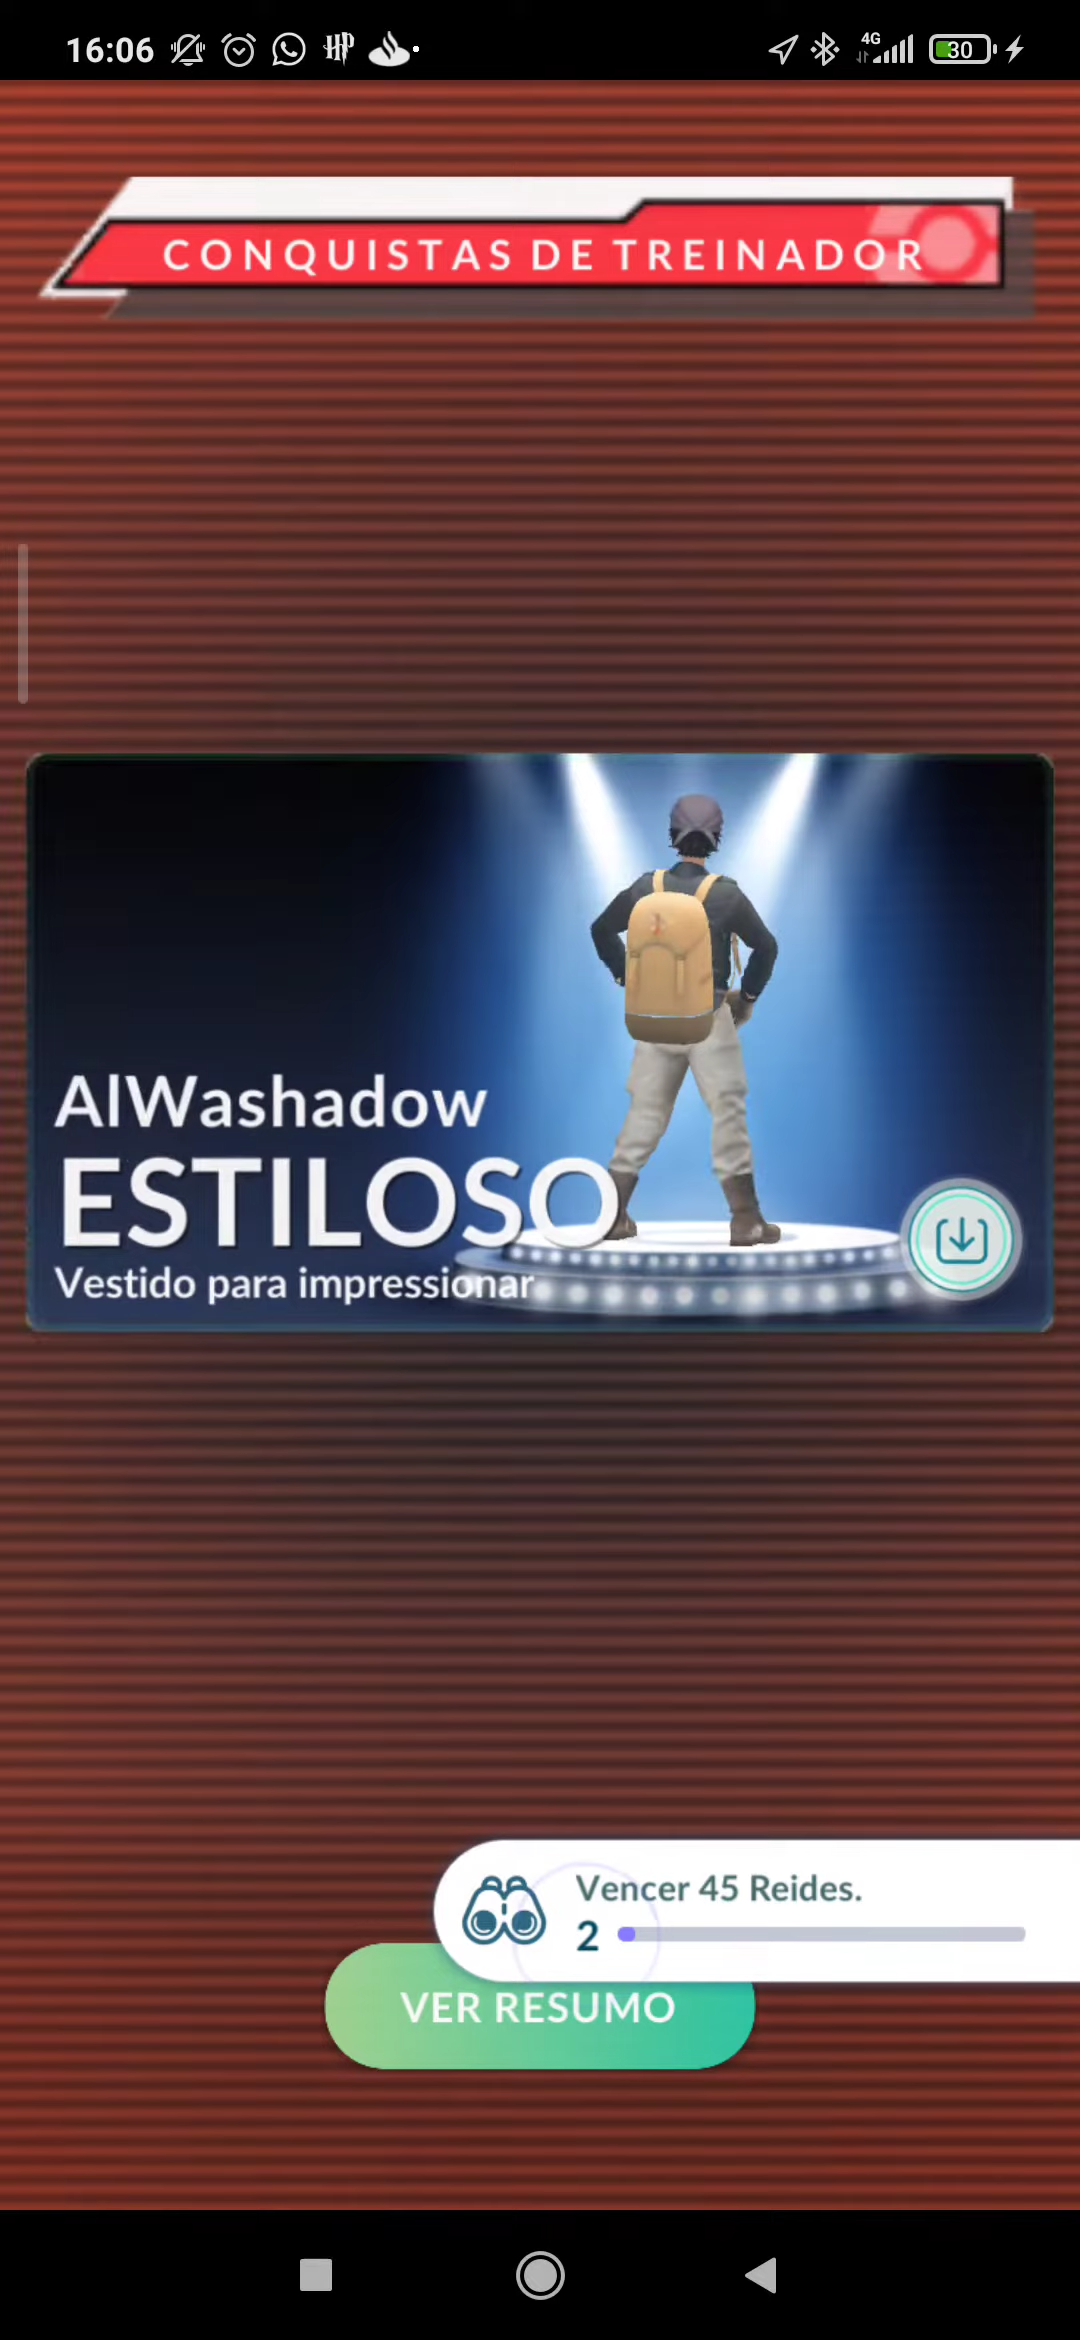 16:06
4G
30
CONQUISTAS DE TREINADOR
AlWashadow
ESTILOSO
Vestido para impressionar
Vencer 45 Reides.
2
VER RESUMO